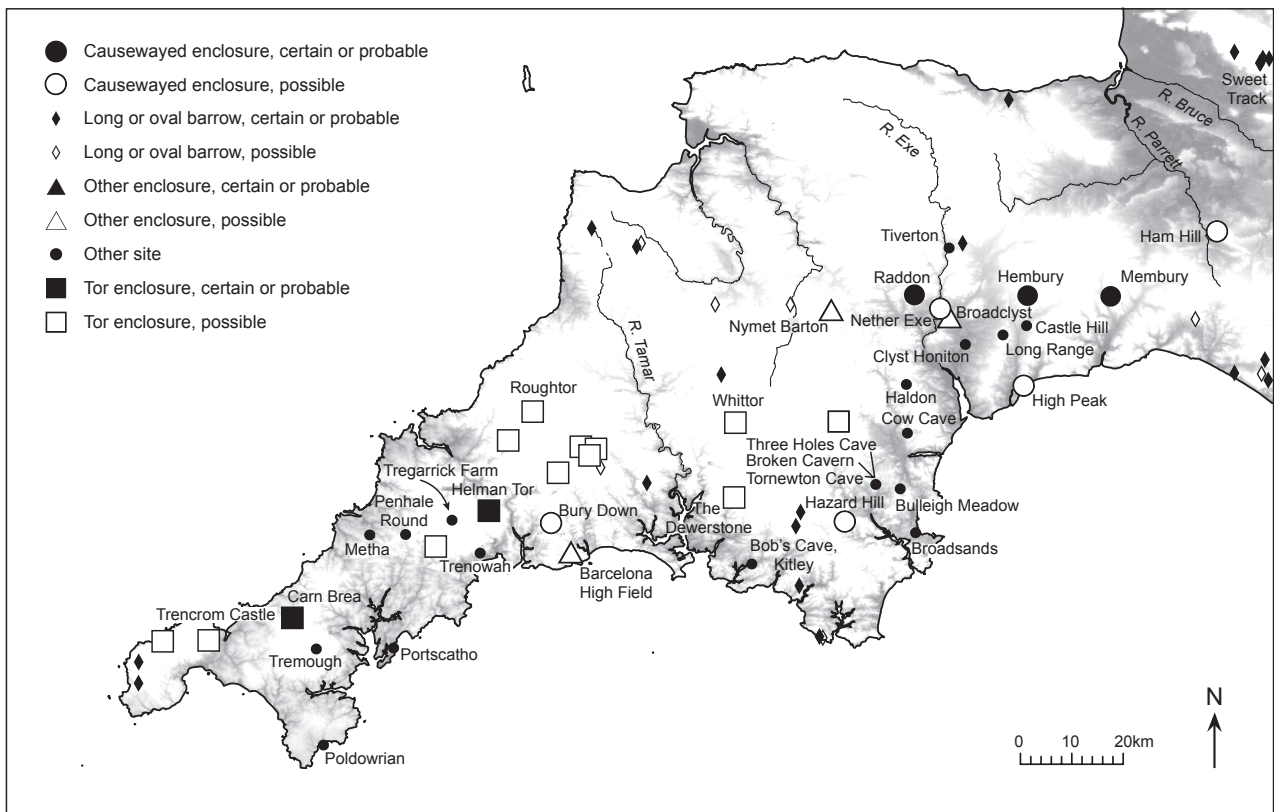 Causewayed enclosure, certain or probable
Causewayed enclosure, possible
Long or oval barrow, certain or probable
Long or oval barrow, possible
Other enclosure, certain or probable
Other enclosure, possible
Other site
Tor enclosure, certain or probable
Tor enclosure, possible
Sweet
Track
R. Bruce
R. Parrett
R. Exe
Tiverton
Ham Hill
Raddon
Hembury
Membury
Nymet Barton
Nether Exe
Broadclyst
Castle Hill
Clyst Honiton
Long Range
R. Tamar
Roughtor
Whittor
Haldon
High Peak
Cow Cave
Three Holes Cave
Broken Cavern
Tornewton Cave
Tregarrick Farm
Helman Tor
Penhale
Round
Bury Down
The
Dewerstone
Hazard Hill
Bulleigh Meadow
Metha
Trenowah
Bob's Cave,
Kitley
Broadsands
Barcelona
High Field
Carn Brea
Trencrom Castle
Tremough
Portscatho
Poldowrian
N
0 10 20km